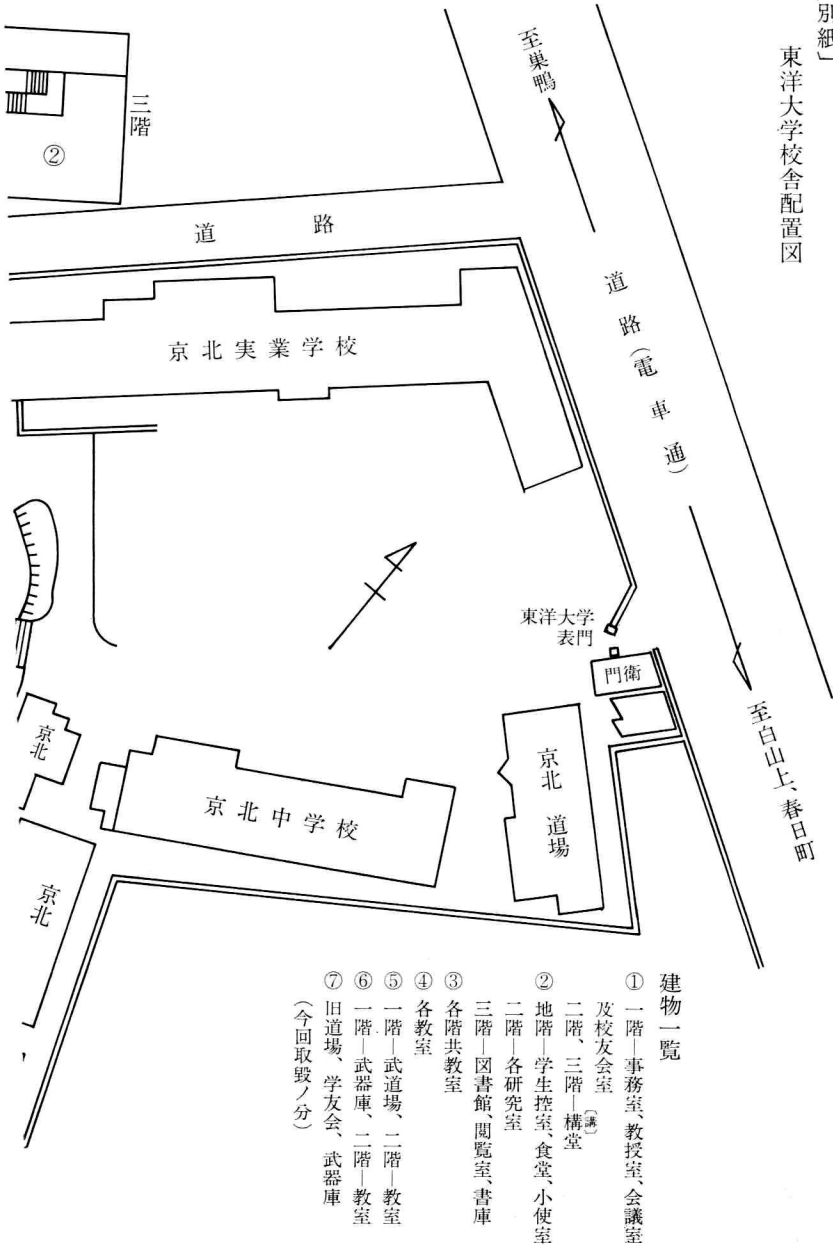 別紙」
東洋大学校舎配置図
至巣鴨
道路(電車通)
至白山上、春日町
三階
②
道路
京北実業学校
東洋大学
表門
門衛
京北道場
京北中学校
京北
京北
建物一覧
① 一階―事務室、教授室、会議室
及校友会室
二階、三階―構堂
〔講〕
② 地階―学生控室、食堂、小使室
二階―各研究室
三階―図書館、閲覧室、書庫
③ 各階共教室
④ 各教室
⑤ 一階―武道場、二階―教室
⑥ 一階―武器庫、二階―教室
⑦ 旧道場、学友会、武器庫
(今回取毀ノ分)